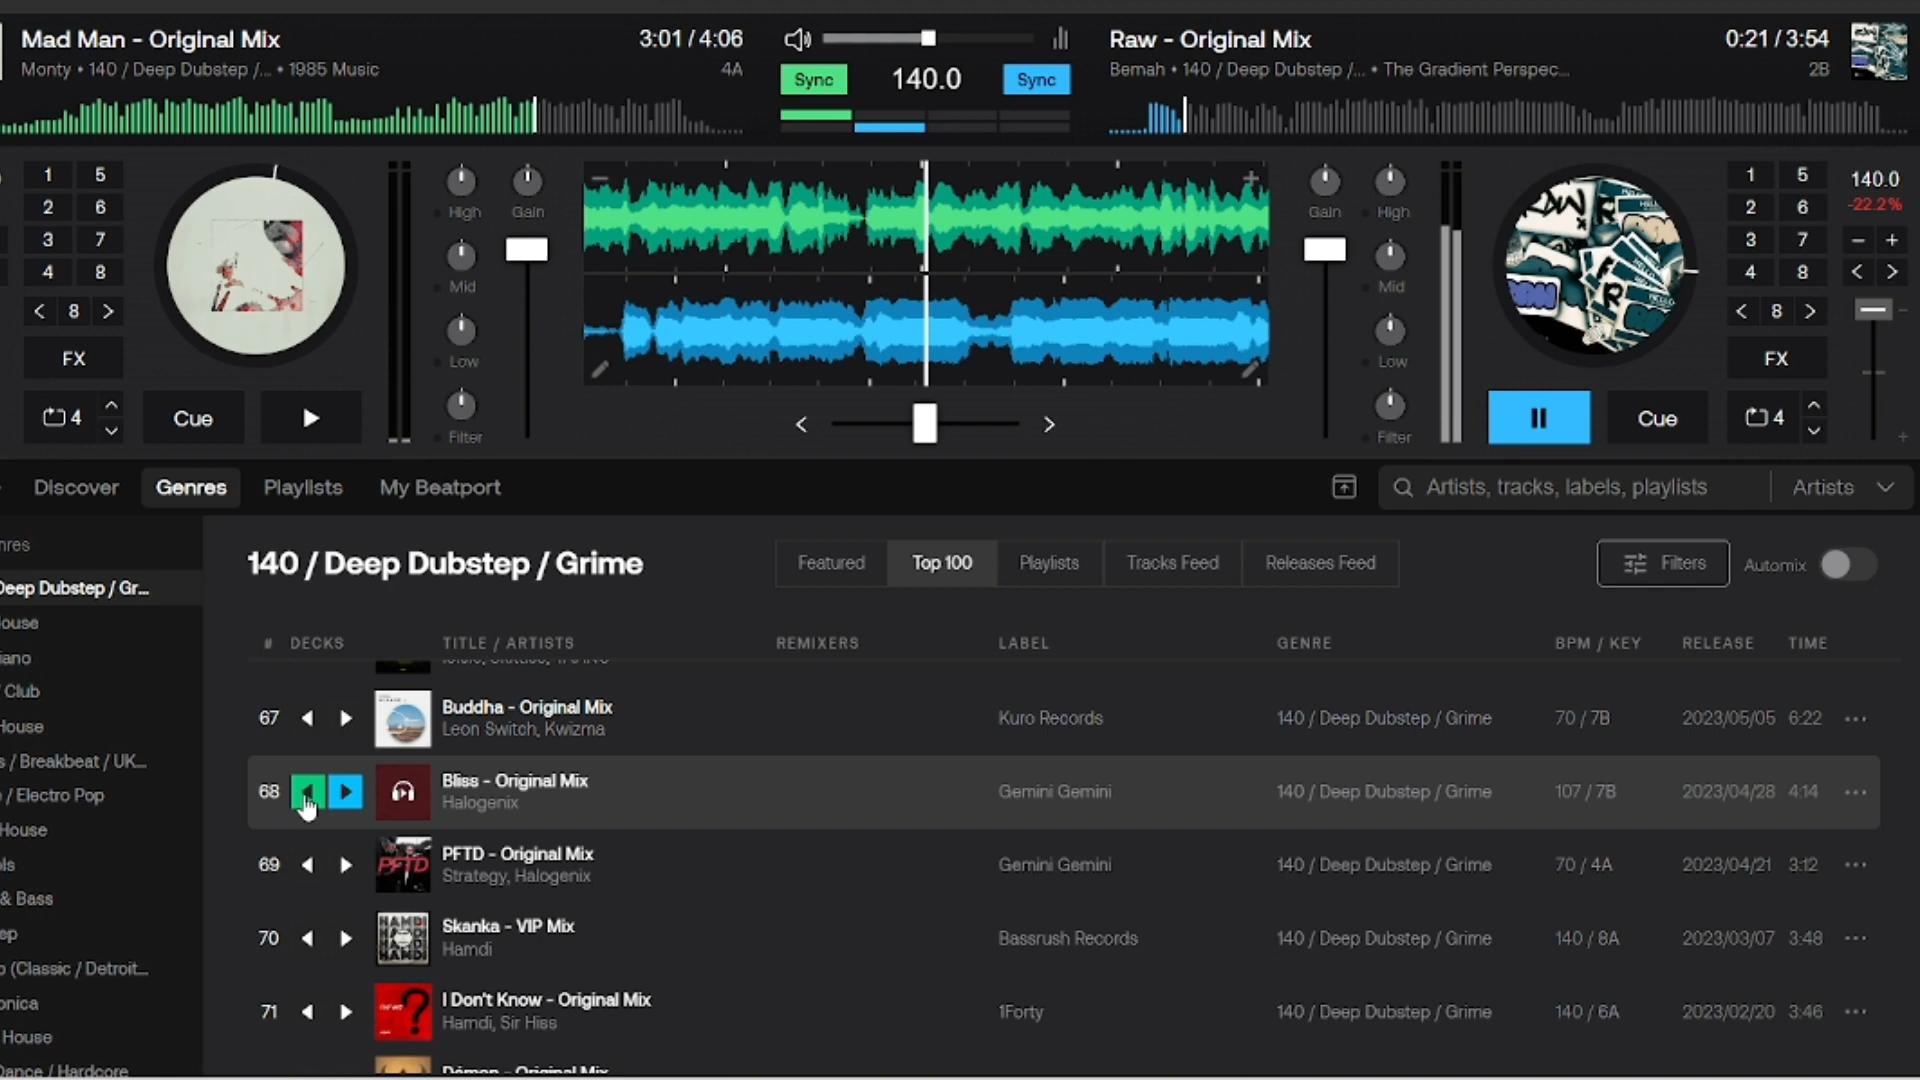 Mad Man - Original Mix
3:01 / 4:06
Monty • 140 / Deep Dubstep /... • 1985 Music
4A
Sync
140.0
Sync
Raw - Original Mix
0:21 / 3:54
Bemah • 140 / Deep Dubstep /... • The Gradient Perspec...
2B
1 5
2 6
3 7
4 8
< 8 >
FX
4
Cue
High
Gain
Mid
Low
Filter
Gain
High
Mid
Low
Filter
1 5
2 6
3 7
4 8
< 8 >
FX
Cue
4
140.0
-22.2%
Discover
Genres
Playlists
My Beatport
Artists, tracks, labels, playlists
Artists
nres
Deep Dubstep / Gr...
ouse
iano
/ Club
House
s / Breakbeat / UK...
e / Electro Pop
House
ols
& Bass
ep
o (Classic / Detroit...
onica
House
Dance / Hardcore
140 / Deep Dubstep / Grime
Featured
Top 100
Playlists
Tracks Feed
Releases Feed
Filters
Automix
# DECKS TITLE / ARTISTS REMIXERS LABEL GENRE BPM / KEY RELEASE TIME
67 Buddha - Original Mix Kuro Records 140 / Deep Dubstep / Grime 70 / 7B 2023/05/05 6:22 ...
Leon Switch, Kwizma
68 Bliss - Original Mix Gemini Gemini 140 / Deep Dubstep / Grime 107 / 7B 2023/04/28 4:14 ...
Halogenix
69 PFTD PFTD - Original Mix Gemini Gemini 140 / Deep Dubstep / Grime 70 / 4A 2023/04/21 3:12 ...
Strategy, Halogenix
70 HAMDI Skanka - VIP Mix Bassrush Records 140 / Deep Dubstep / Grime 140 / 8A 2023/03/07 3:48 ...
Hamdi
71 ? I Don't Know - Original Mix 1Forty 140 / Deep Dubstep / Grime 140 / 6A 2023/02/20 3:46 ...
Hamdi, Sir Hiss
Original Mix